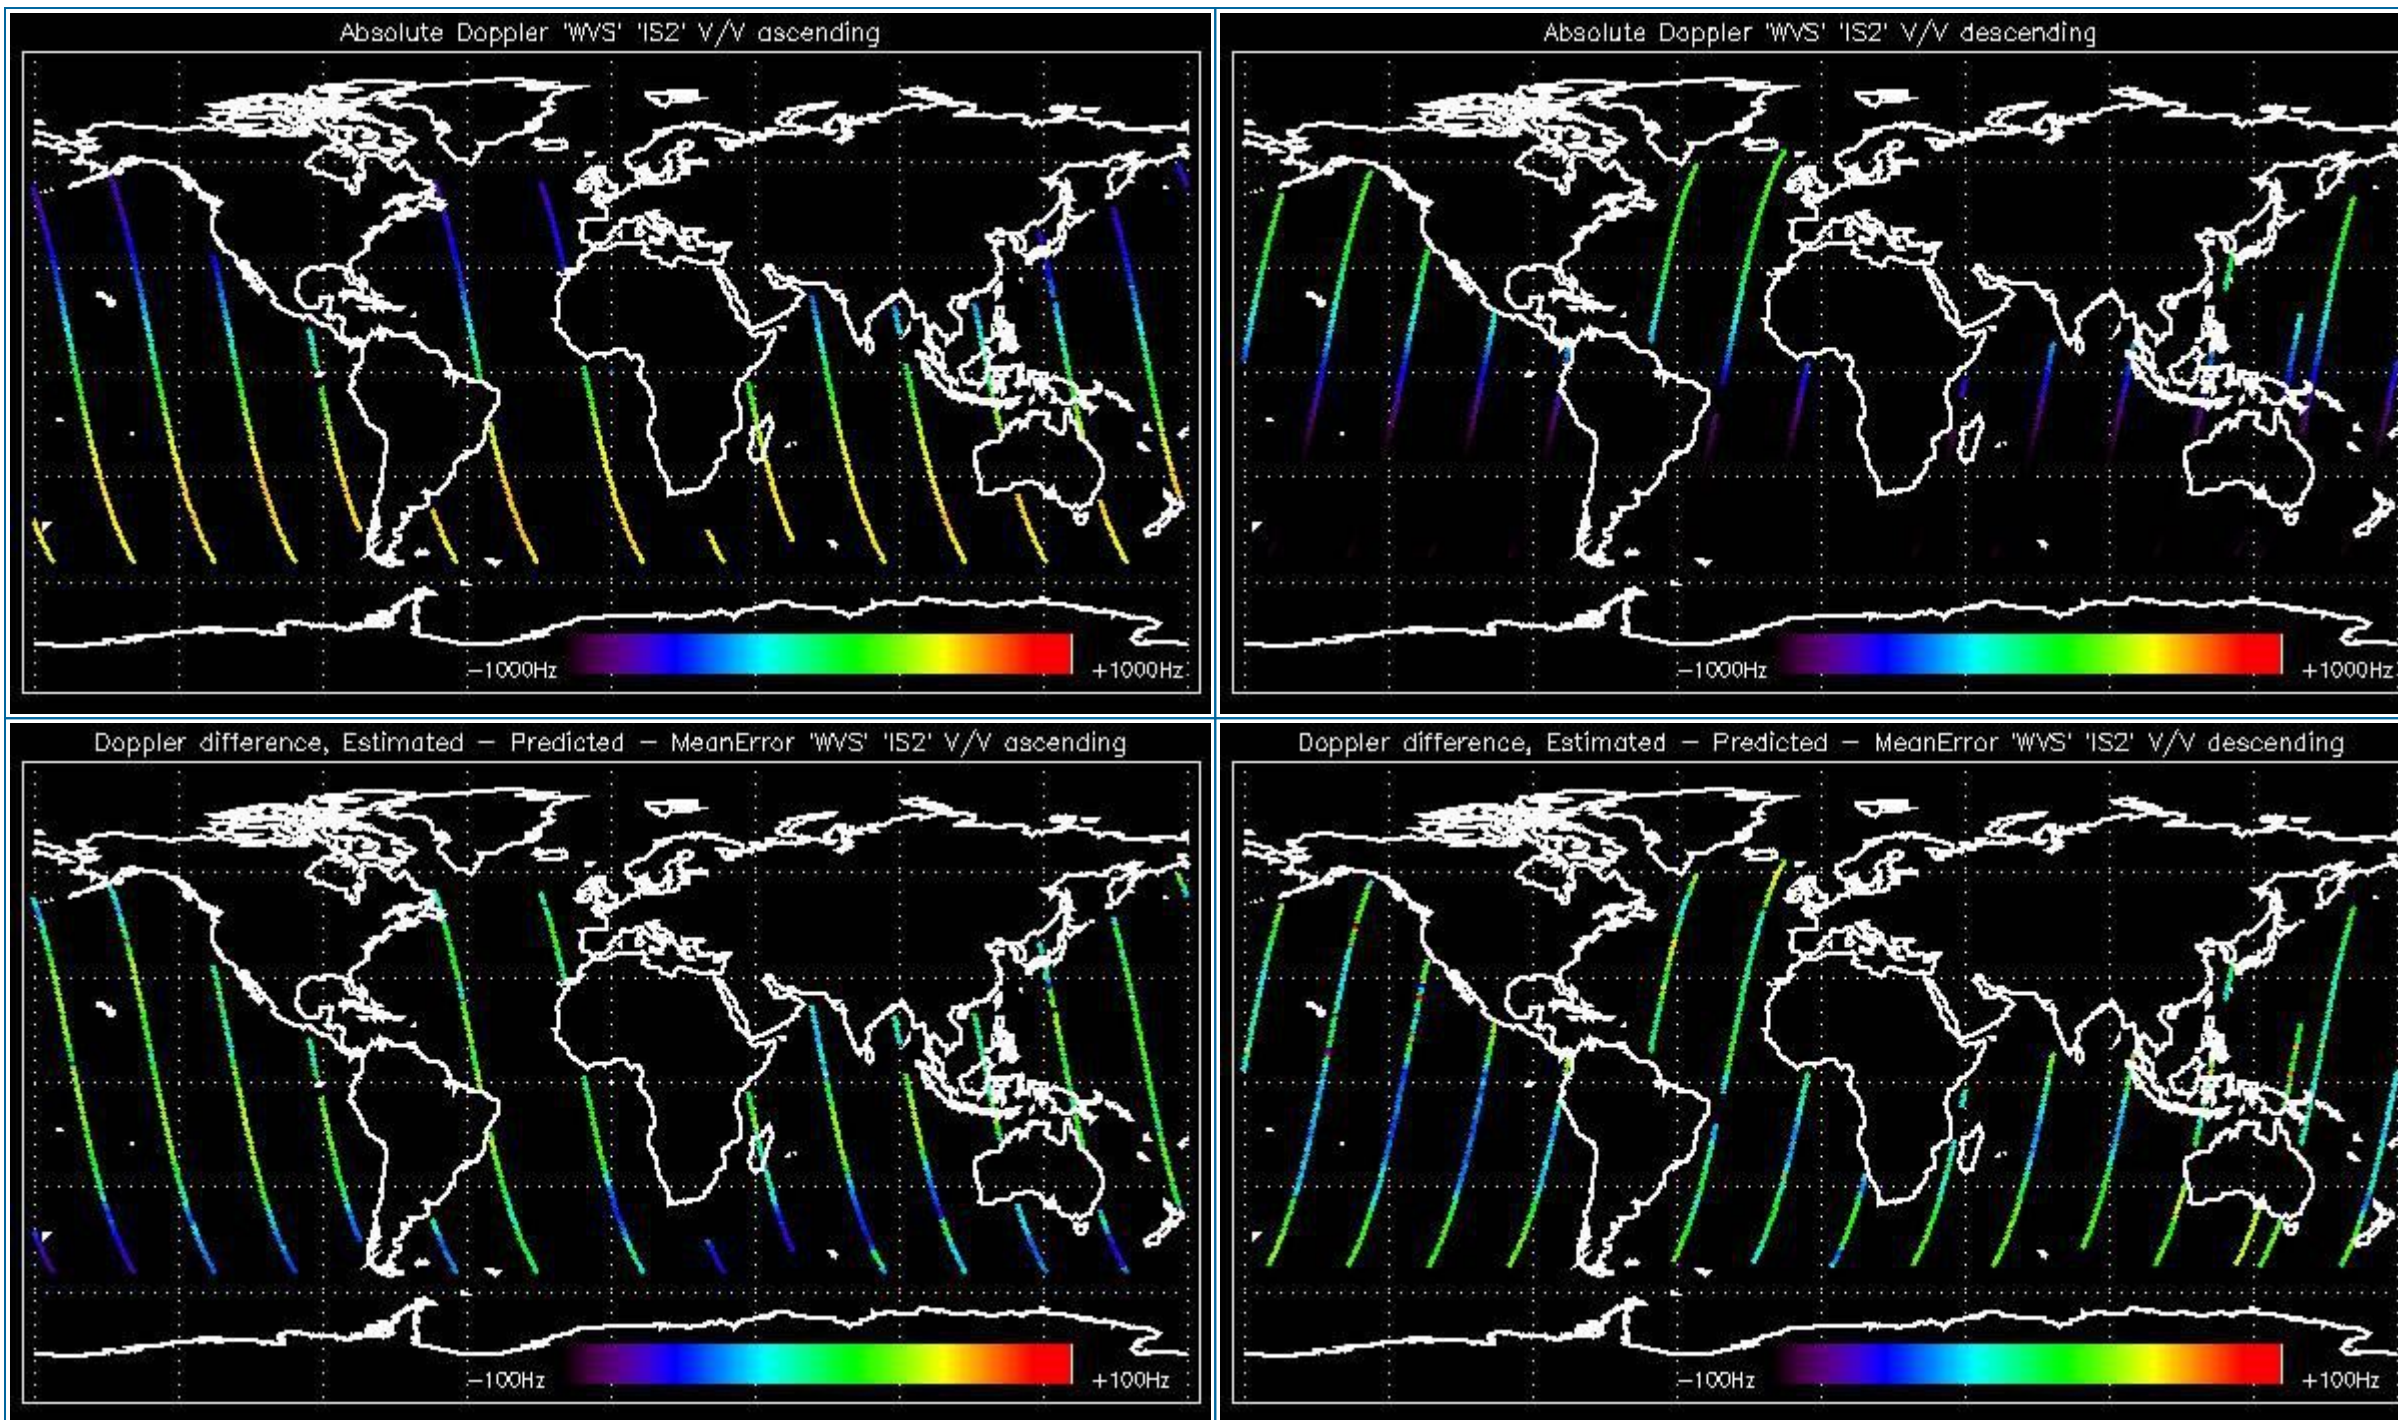 Absolute Doppler 'WVS' 'IS2' V/V ascending
-1000Hz
+1000Hz
Absolute Doppler 'WVS' 'IS2' V/V descending
-1000Hz
+1000Hz
Doppler difference, Estimated - Predicted - MeanError 'WVS' 'IS2' V/V ascending
-100Hz
+100Hz
Doppler difference, Estimated - Predicted - MeanError 'WVS' 'IS2' V/V descending
-100Hz
+100Hz